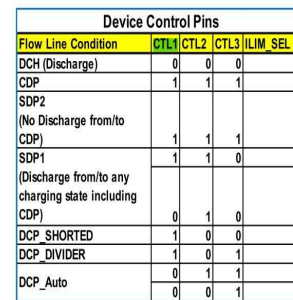 Device Control Pins
Flow Line Condition CTL1 CTL2 CTL3 ILIM_SEL
DCH (Discharge) 0 0 0
CDP 1 1 1
SDP2
(No Discharge from/to
CDP) 1 1 1
SDP1 1 1 0
(Discharge from/to any
charging state including
CDP) 0 1 0
DCP_SHORTED 1 0 0
DCP_DIVIDER 1 0 1
DCP_Auto 0 1 1
0 0 1